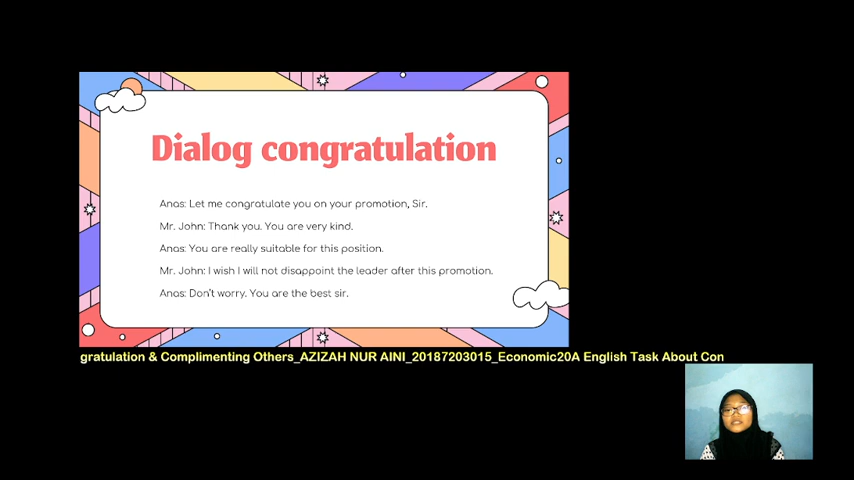 Dialog congratulation
Anas: Let me congratulate you on your promotion, Sir.
Mr. John: Thank you. You are very kind.
Anas: You are really suitable for this position.
Mr. John: I wish I will not disappoint the leader after this promotion.
Anas: Don't worry. You are the best sir.
gratulation & Complimenting Others_AZIZAH NUR AINI_20187203015_Economic20A English Task About Con